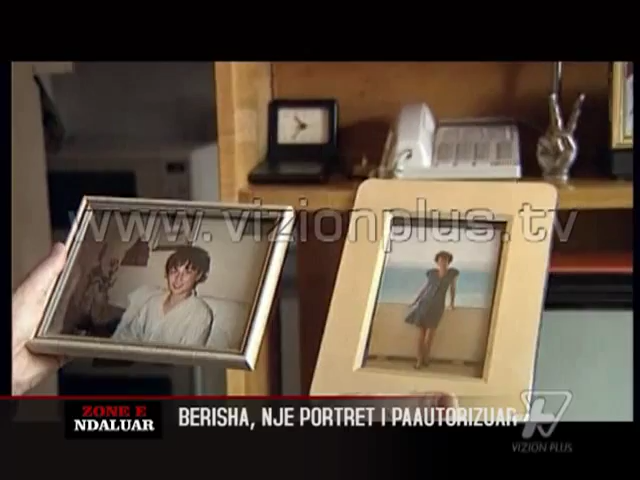 www.vizionplus.tv
ZONE E
NDALUAR
BERISHA, NJE PORTRET I PAAUTORIZUAR
VIZION PLUS